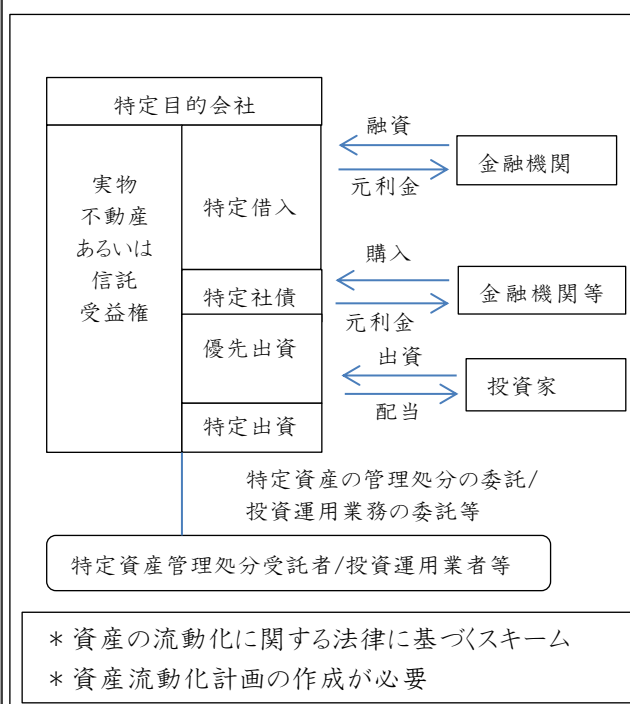 特定目的会社
実物
不動産
あるいは
信託
受益権
特定借入
特定社債
優先出資
特定出資
融資
元利金
金融機関
購入
元利金
金融機関等
出資
配当
投資家
特定資産の管理処分の委託/
投資運用業務の委託等
特定資産管理処分受託者/投資運用業者等
＊資産の流動化に関する法律に基づくスキーム
＊資産流動化計画の作成が必要